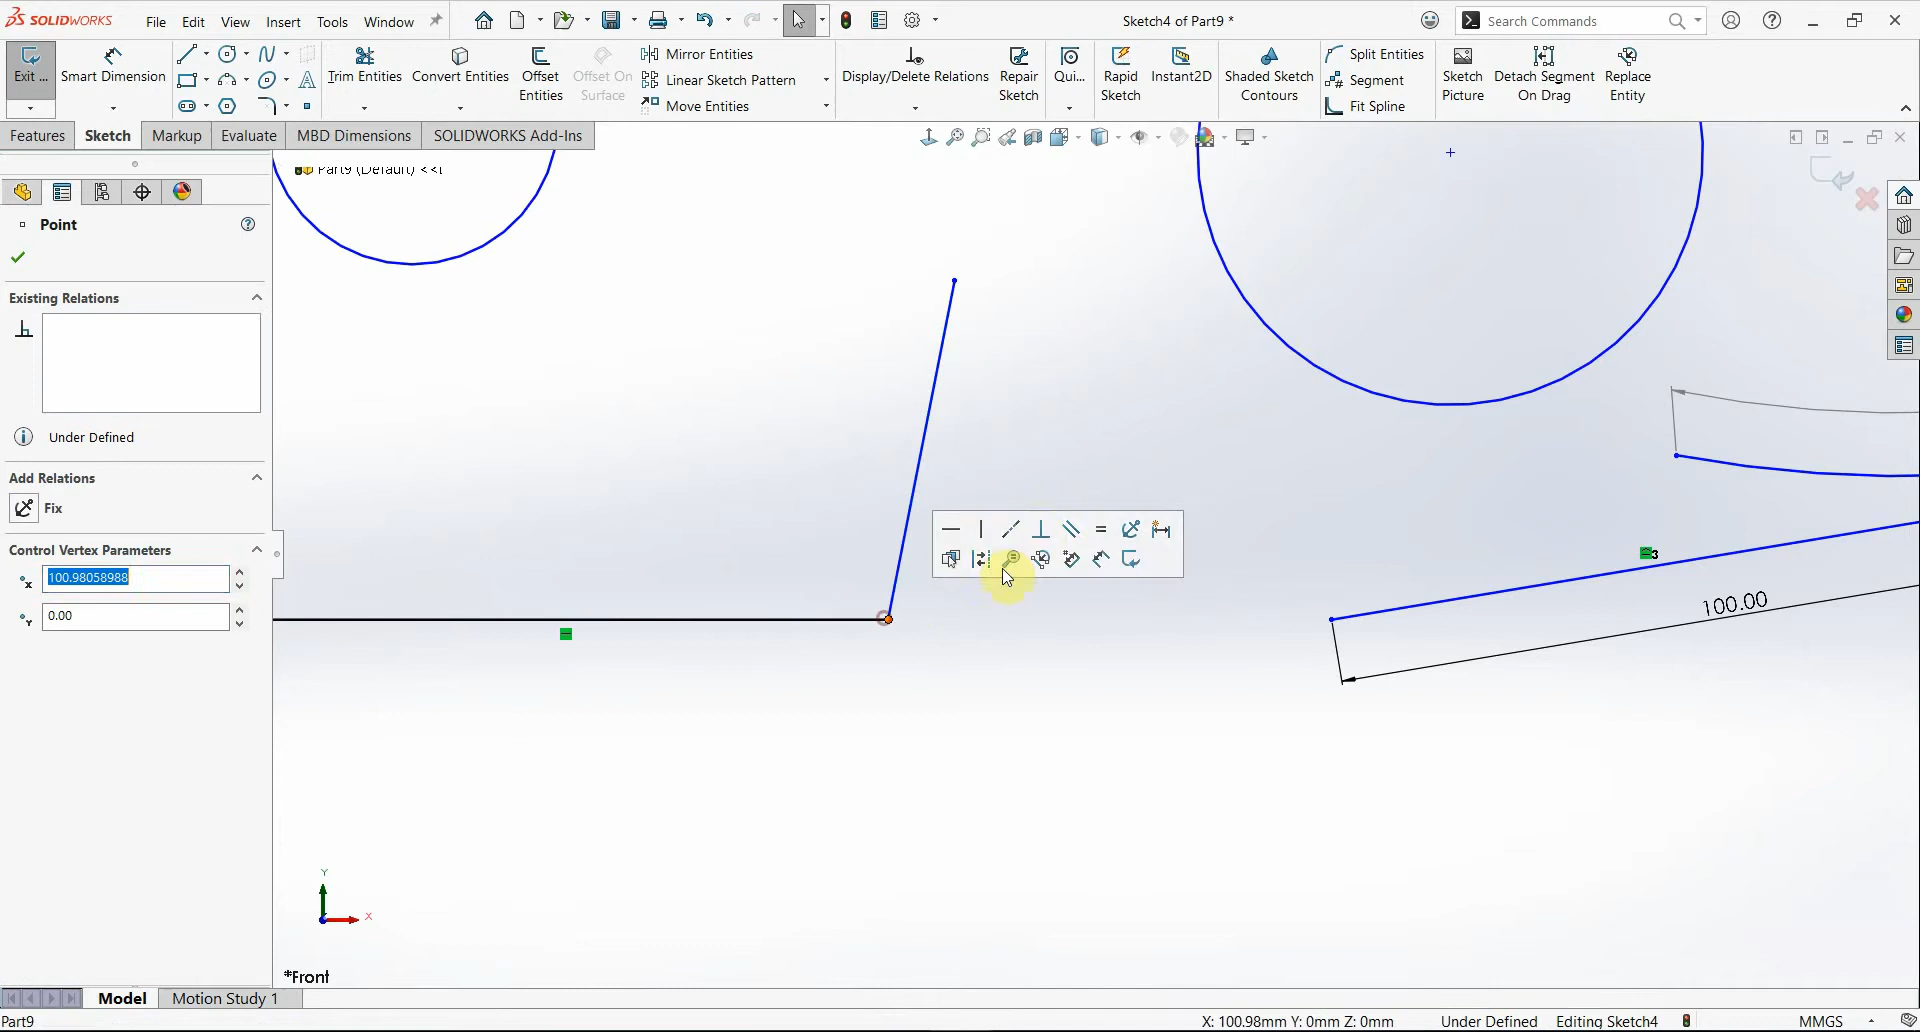 SOLIDWORKS
File
Edit
View
Insert
Tools
Window
Sketch4 of Part9 *
Search Commands
Exit ...
Smart Dimension
Trim Entities
Convert Entities
Offset Entities
Offset On Surface
Mirror Entities
Linear Sketch Pattern
Move Entities
Display/Delete Relations
Repair Sketch
Qui...
Rapid Sketch
Instant2D
Shaded Sketch Contours
Split Entities
Segment
Fit Spline
Sketch Picture
Detach Segment On Drag
Replace Entity
Features
Sketch
Markup
Evaluate
MBD Dimensions
SOLIDWORKS Add-Ins
Part9 (Default) <<
Point
Existing Relations
Under Defined
Add Relations
Fix
Control Vertex Parameters
100.98058988
0.00
3
100.00
Y
X
*Front
Model
Motion Study 1
Part9
X: 100.98mm Y: 0mm Z: 0mm
Under Defined
Editing Sketch4
MMGS